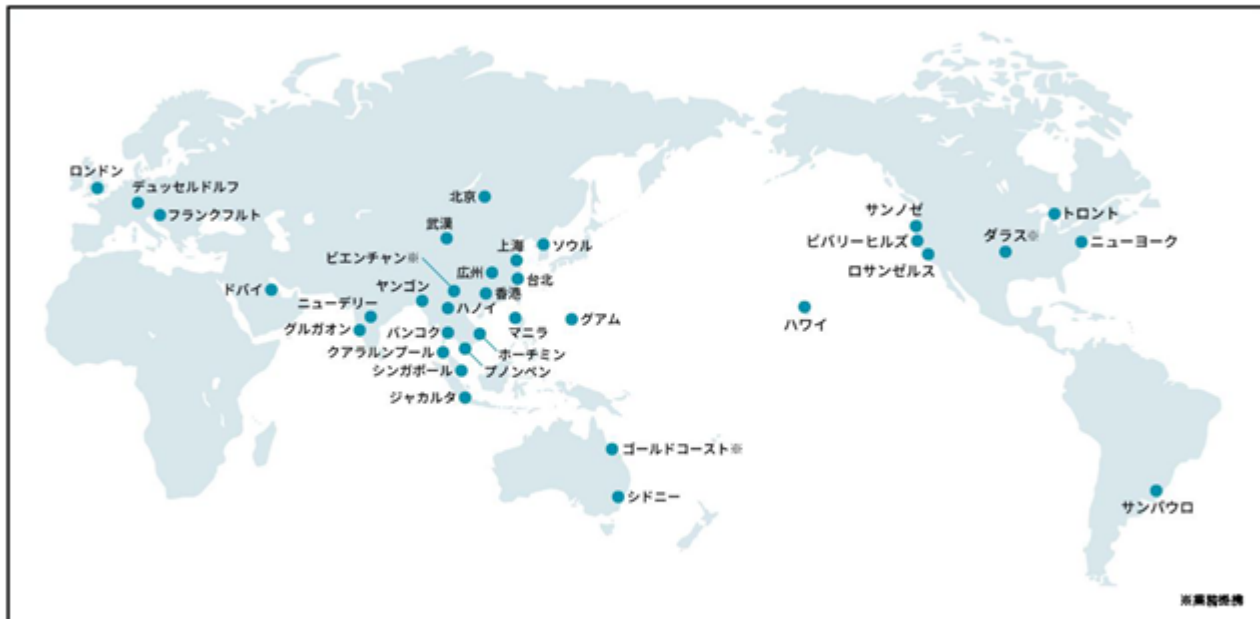 ロンドン
デュッセルドルフ
フランクフルト
ドバイ
北京
武漢
ソウル
上海
ビエンチャン※
広州
台北
ヤンゴン
香港
ニューデリー
ハノイ
グルガオン
バンコク
マニラ
グアム
クアラルンプール
ホーチミン
シンガポール
プノンペン
ジャカルタ
ゴールドコースト※
シドニー
ハワイ
サンノゼ
ビバリーヒルズ
ロサンゼルス
ダラス※
トロント
ニューヨーク
サンパウロ
※業務提携